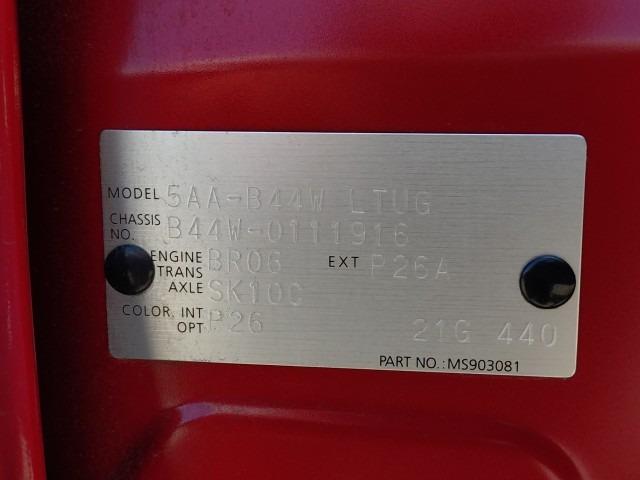 MODEL 5AA-B44W LTUG
CHASSIS NO. B44W-0111916
ENGINE BR06 EXT P26A
TRANS
AXLE SK10C
COLOR, INT
OPT P26 21G 440
PART NO.:MS903081